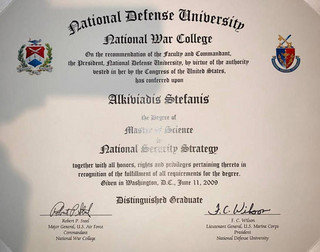 National Defense University
National War College
On the recommendation of the Faculty and Commandant,
the President, National Defense University, by virtue of the authority
vested in her by the Congress of the United States,
has conferred upon
Alkiviadis Stefanis
the Degree of
Master of Science
in
National Security Strategy
together with all honors, rights and privileges pertaining thereto in
recognition of the fulfillment of all requirements for the degree.
Given in Washington, D.C., June 11, 2009
Distinguished Graduate
Robert P. Steel
Major General, U.S. Air Force
Commandant
National War College
F.C. Wilson
F. C. Wilson
Lieutenant General, U.S. Marine Corps
President
National Defense University